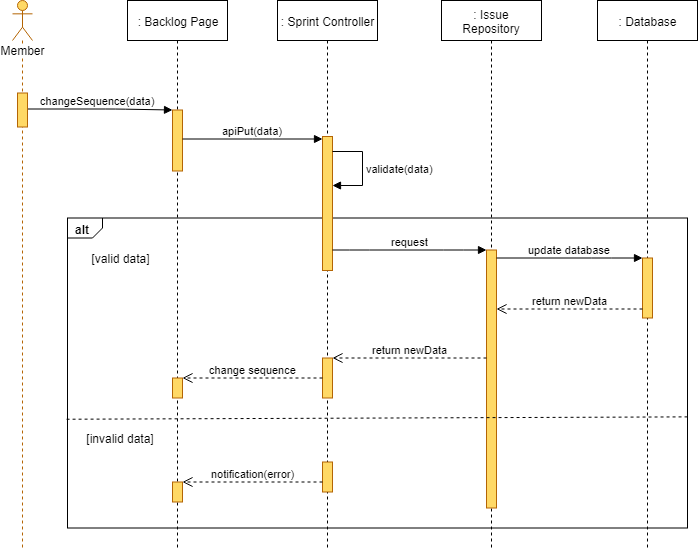 : Backlog Page
: Sprint Controller
: Issue
Repository
: Database
Member
changeSequence(data)
apiPut(data)
validate(data)
alt
request
[valid data]
update database
return newData
return newData
change sequence
[invalid data]
notification(error)